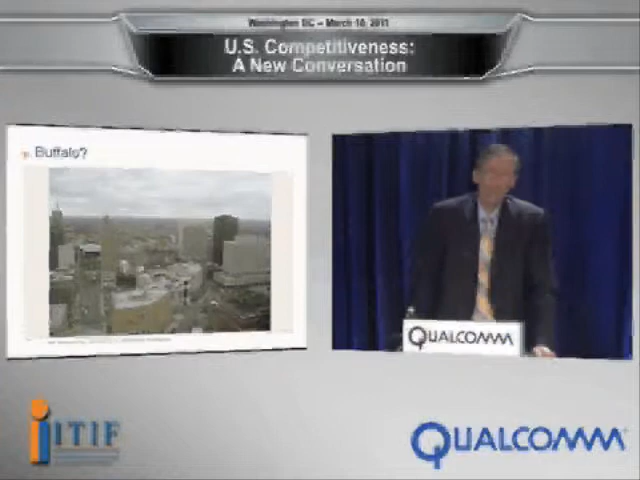 Washington DC – March 10, 2011
U.S. Competitiveness:
A New Conversation
Buffalo?
QUALCOMM
ITIF
QUALCOMM